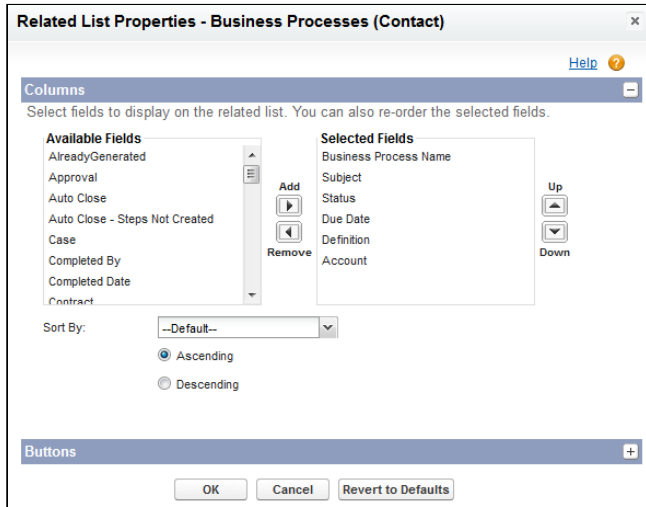 Related List Properties - Business Processes (Contact)
Help
Columns
Select fields to display on the related list. You can also re-order the selected fields.
Available Fields
AlreadyGenerated
Approval
Auto Close
Auto Close - Steps Not Created
Case
Completed By
Completed Date
Contract
Add
Remove
Selected Fields
Business Process Name
Subject
Status
Due Date
Definition
Account
Up
Down
Sort By:
--Default--
Ascending
Descending
Buttons
OK
Cancel
Revert to Defaults